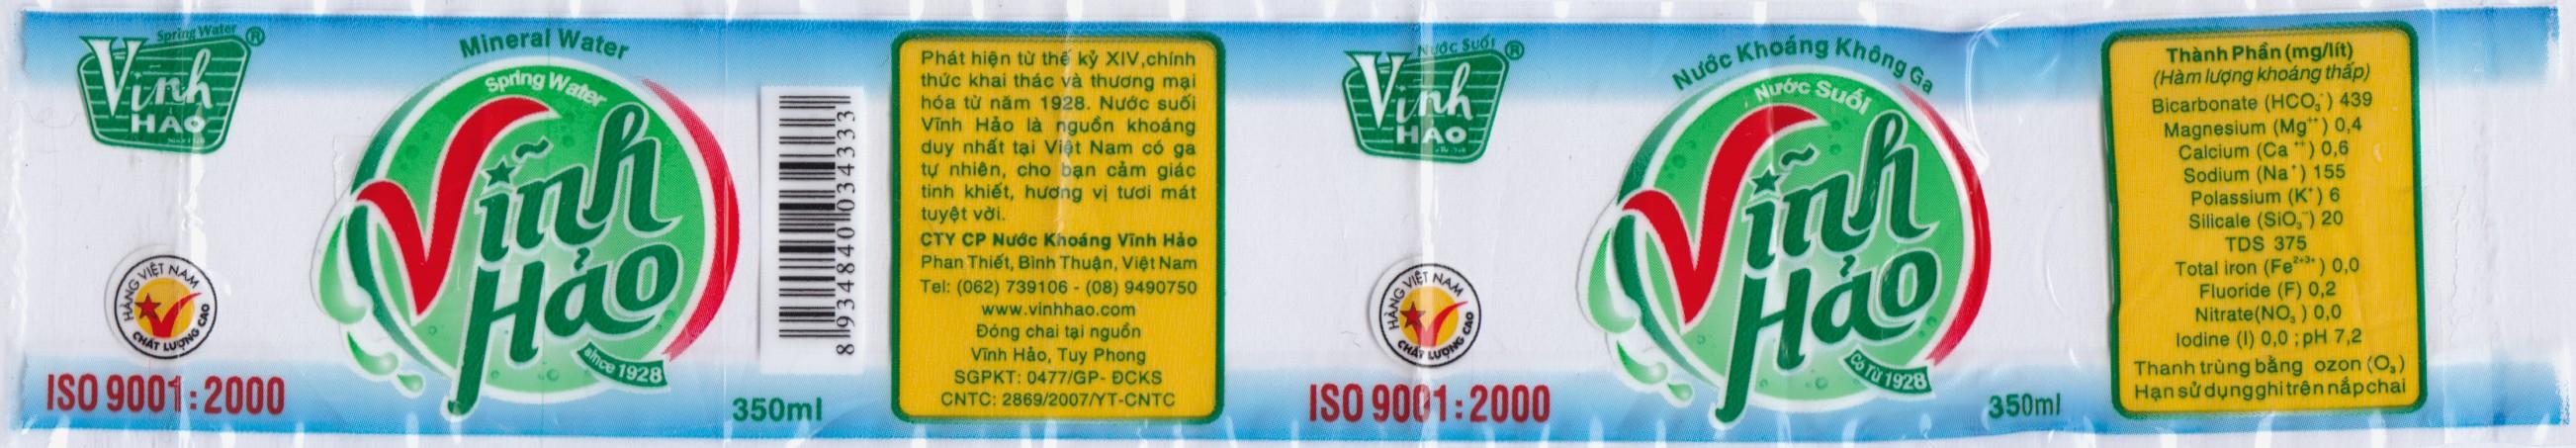 Spring Water ®
Vĩnh
HẢO
HÀNG VIỆT NAM
CHẤT LƯỢNG CAO
ISO 9001:2000
Mineral Water
Spring Water
Vĩnh
Hảo
since 1928
350ml
8 934840 034333
Phát hiện từ thế kỷ XIV,chính
thức khai thác và thương mại
hóa từ năm 1928. Nước suối
Vĩnh Hảo là nguồn khoáng
duy nhất tại Việt Nam có ga
tự nhiên, cho bạn cảm giác
tinh khiết, hương vị tươi mát
tuyệt vời.
CTY CP Nước Khoáng Vĩnh Hảo
Phan Thiết, Bình Thuận, Việt Nam
Tel: (062) 739106 - (08) 9490750
www.vinhhao.com
Đóng chai tại nguồn
Vĩnh Hảo, Tuy Phong
SGPKT: 0477/GP- ĐCKS
CNTC: 2869/2007/YT-CNTC
Nước Suối ®
Vĩnh
HẢO
HÀNG VIỆT NAM
CHẤT LƯỢNG CAO
ISO 9001:2000
Nước Khoáng Không Ga
Nước Suối
Vĩnh
Hảo
Có Từ 1928
350ml
Thành Phần (mg/lít)
(Hàm lượng khoáng thấp)
Bicarbonate (HCO₃⁻) 439
Magnesium (Mg⁺⁺) 0,4
Calcium (Ca ⁺⁺) 0,6
Sodium (Na⁺) 155
Polassium (K⁺) 6
Silicale (SiO₃⁻) 20
TDS 375
Total iron (Fe²⁺³⁺) 0,0
Fluoride (F) 0,2
Nitrate(NO₃ ) 0,0
Iodine (I) 0,0 ; pH 7,2
Thanh trùng bằng ozon (O₃)
Hạn sử dụng ghi trên nắp chai